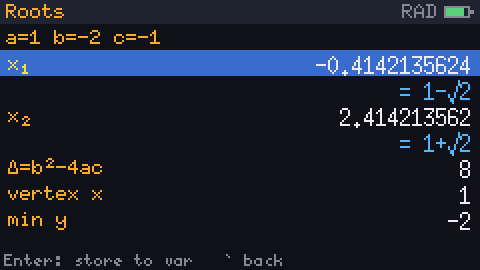 Roots RAD
a=1 b=-2 c=-1
x₁ -0.4142135624
= 1-√2
x₂ 2.414213562
= 1+√2
Δ=b²-4ac 8
vertex x 1
min y -2
Enter: store to var ` back